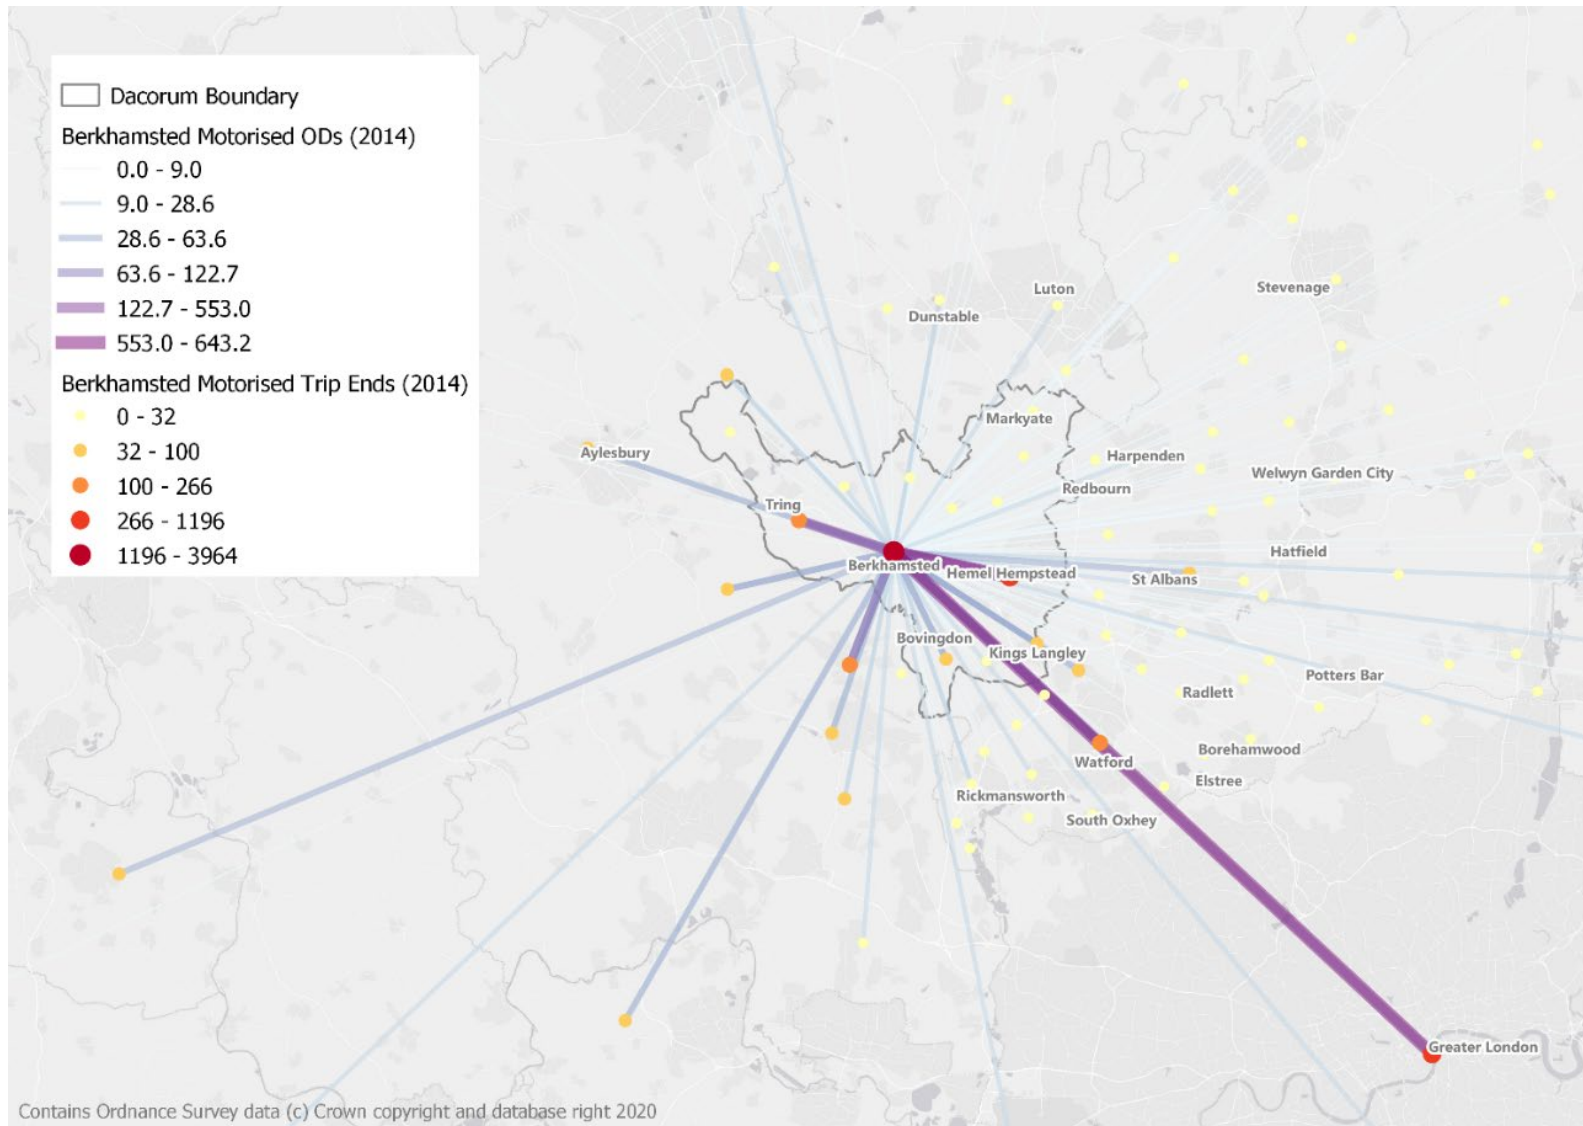 Dacorum Boundary
Berkhamsted Motorised ODs (2014)
0.0 - 9.0
9.0 - 28.6
28.6 - 63.6
63.6 - 122.7
122.7 - 553.0
553.0 - 643.2
Berkhamsted Motorised Trip Ends (2014)
0 - 32
32 - 100
100 - 266
266 - 1196
1196 - 3964
Luton
Stevenage
Dunstable
Markyate
Aylesbury
Harpenden
Welwyn Garden City
Redbourn
Tring
Hatfield
Berkhamsted
Hemel Hempstead
St Albans
Bovingdon
Kings Langley
Potters Bar
Radlett
Borehamwood
Watford
Elstree
Rickmansworth
South Oxhey
Greater London
Contains Ordnance Survey data (c) Crown copyright and database right 2020